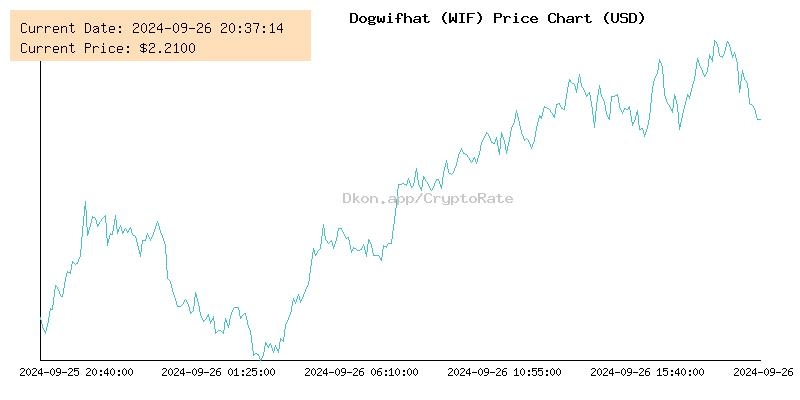 Dogwifhat (WIF) Price Chart (USD)
Current Date: 2024-09-26 20:37:14
Current Price: $2.2100
Dkon.app/CryptoRate
2024-09-25 20:40:00 2024-09-26 01:25:00 2024-09-26 06:10:00 2024-09-26 10:55:00 2024-09-26 15:40:00 2024-09-26